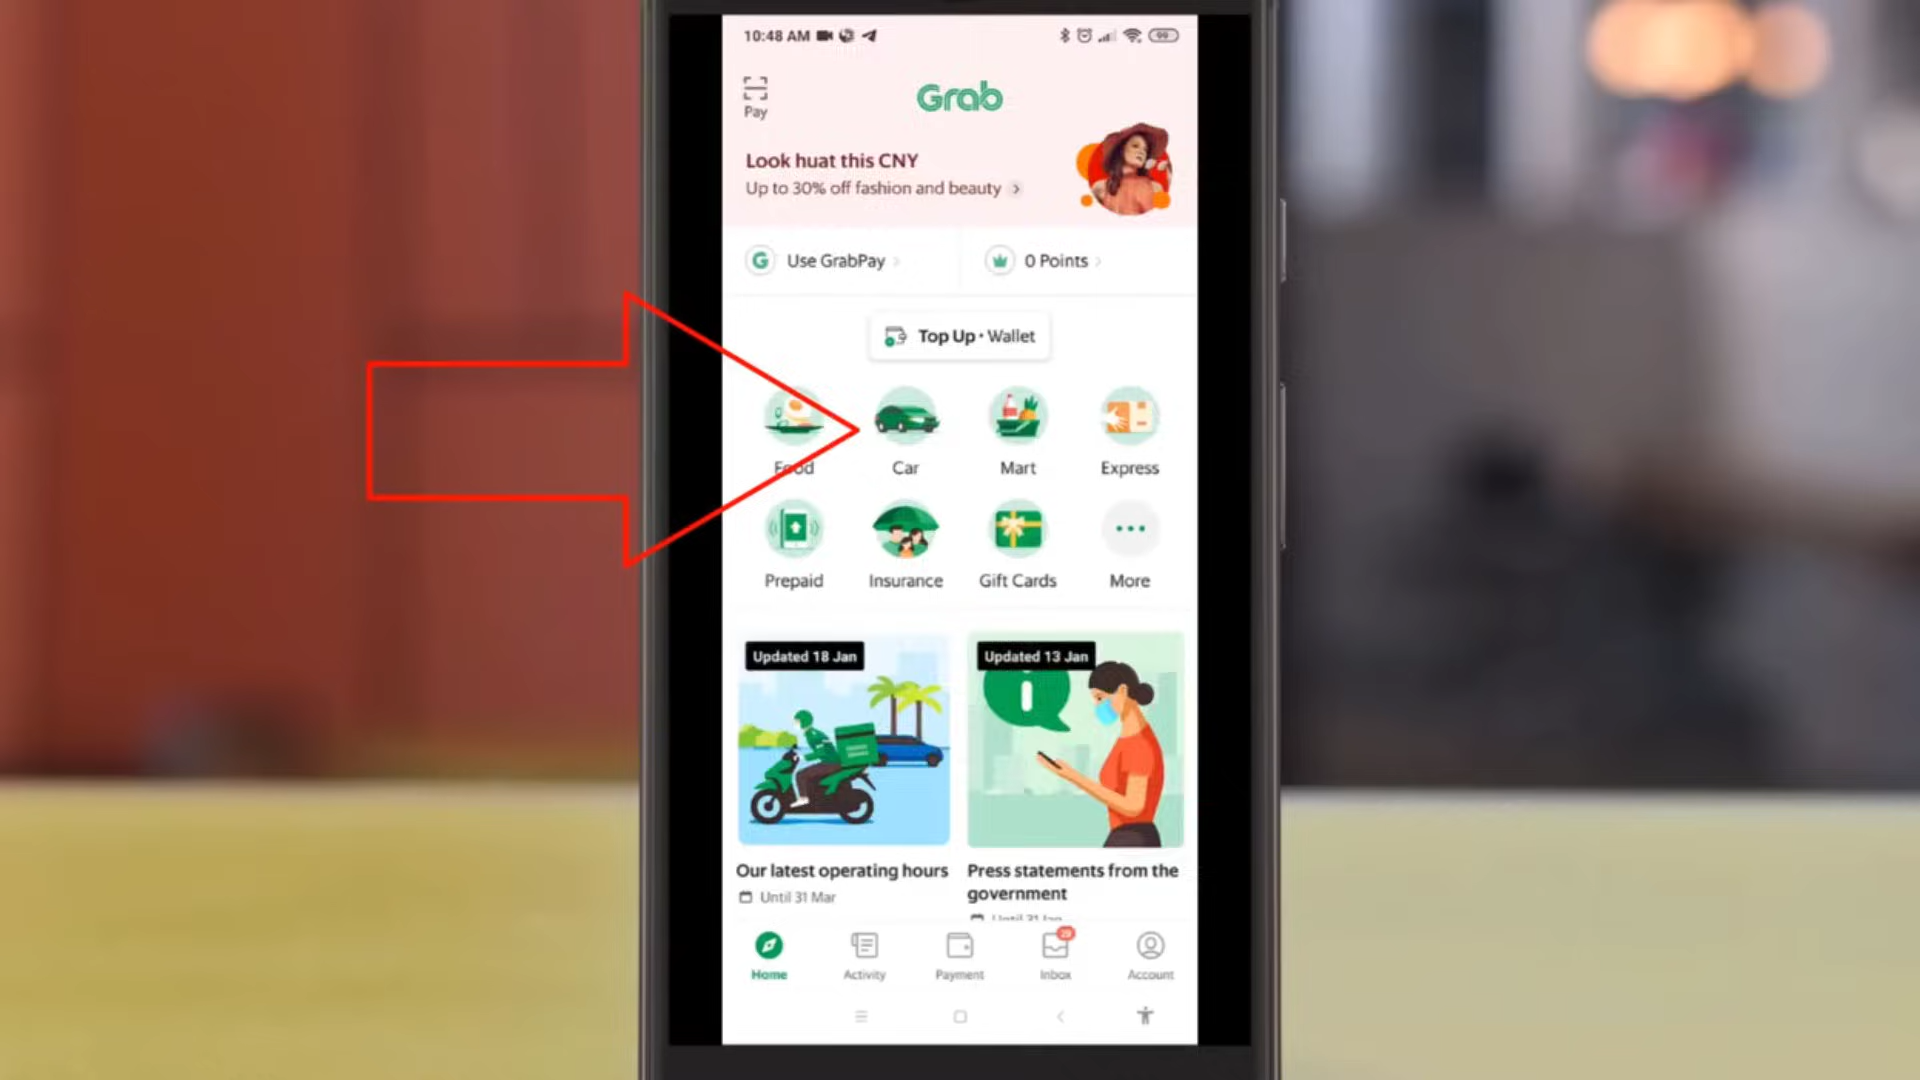 10:48 AM
99
Pay
Grab
Look huat this CNY
Up to 30% off fashion and beauty
Use GrabPay
0 Points
Top Up • Wallet
Food
Car
Mart
Express
Prepaid
Insurance
Gift Cards
More
Updated 18 Jan
Updated 13 Jan
Our latest operating hours
Until 31 Mar
Press statements from the
government
Until 31 Jan
Home
Activity
Payment
Inbox
Account